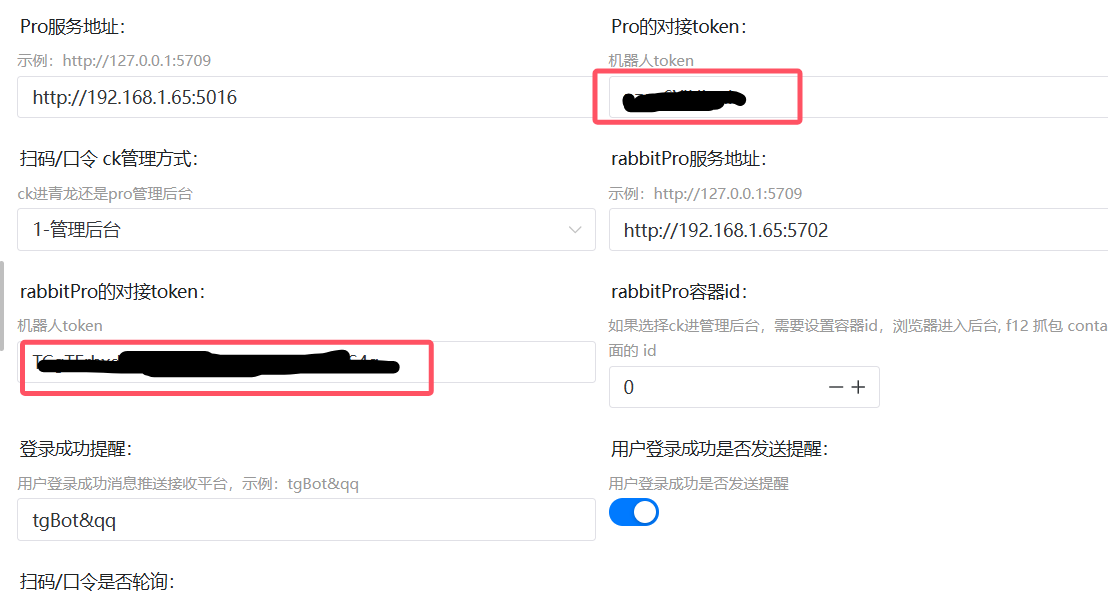 Pro服务地址：
Pro的对接token：
示例：http://127.0.0.1:5709
机器人token
http://192.168.1.65:5016
扫码/口令 ck管理方式：
rabbitPro服务地址：
ck进青龙还是pro管理后台
示例：http://127.0.0.1:5709
1-管理后台
http://192.168.1.65:5702
rabbitPro的对接token：
rabbitPro容器id：
机器人token
如果选择ck进管理后台，需要设置容器id，浏览器进入后台, f12 抓包 conta
面的 id
0
登录成功提醒：
用户登录成功是否发送提醒：
用户登录成功消息推送接收平台，示例：tgBot&qq
用户登录成功是否发送提醒
tgBot&qq
扫码/口令是否轮询：